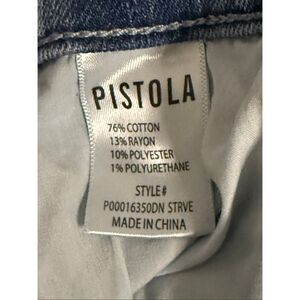 PISTOLA
76% COTTON
13% RAYON
10% POLYESTER
1% POLYURETHANE
STYLE#
P00016350DN STRVE
MADE IN CHINA